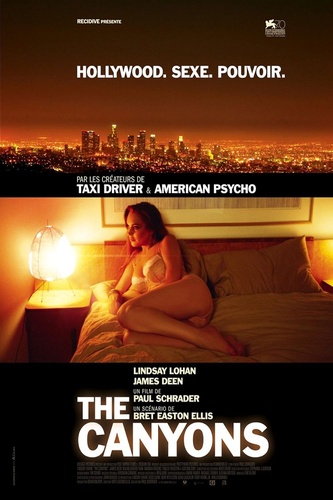 RECIDIVE PRÉSENTE
HOLLYWOOD. SEXE. POUVOIR.
PAR LES CRÉATEURS DE
TAXI DRIVER & AMERICAN PSYCHO
LINDSAY LOHAN
JAMES DEEN
UN FILM DE
PAUL SCHRADER
UN SCÉNARIO DE
BRET EASTON ELLIS
THE
CANYONS